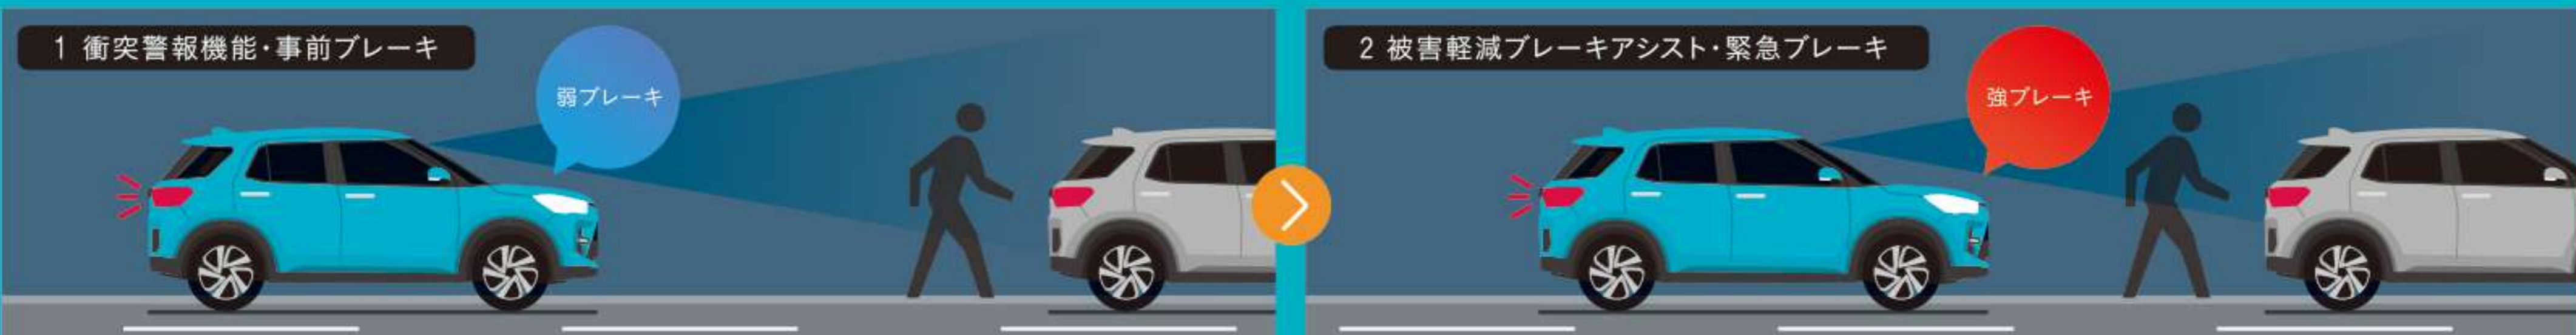 1 衝突警報機能・事前ブレーキ
弱ブレーキ
2 被害軽減ブレーキアシスト・緊急ブレーキ
強ブレーキ